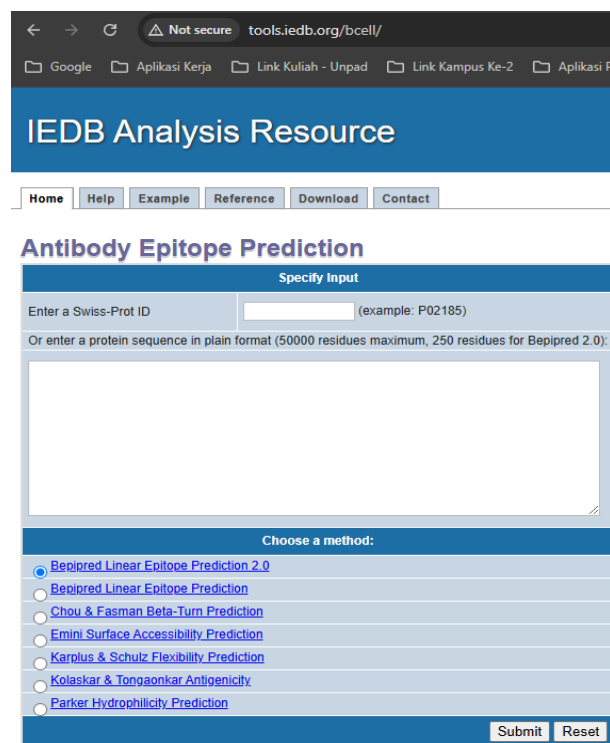 Not secure tools.iedb.org/bcell/
Google Aplikasi Kerja Link Kuliah - Unpad Link Kampus Ke-2 Aplikasi
IEDB Analysis Resource
Home Help Example Reference Download Contact
Antibody Epitope Prediction
Specify Input
Enter a Swiss-Prot ID (example: P02185)
Or enter a protein sequence in plain format (50000 residues maximum, 250 residues for Bepipred 2.0):
Choose a method:
Bepipred Linear Epitope Prediction 2.0
Bepipred Linear Epitope Prediction
Chou & Fasman Beta-Turn Prediction
Emini Surface Accessibility Prediction
Karplus & Schulz Flexibility Prediction
Kolaskar & Tongaonkar Antigenicity
Parker Hydrophilicity Prediction
Submit Reset